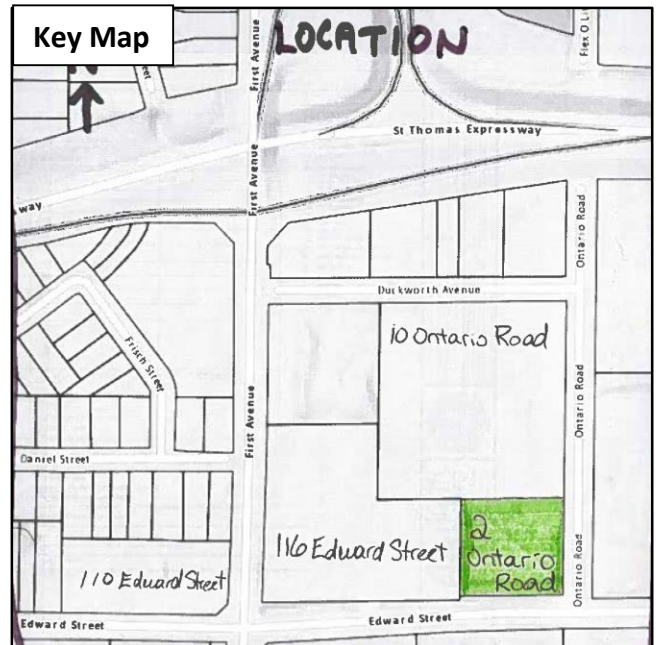 Key Map
LOCATION
First Avenue
Flex O Li
St Thomas Expressway
First Avenue
way
Ontario Road
Duckworth Avenue
10 Ontario Road
Frisch Street
First Avenue
Ontario Road
Daniel Street
116 Edward Street
2
Ontario
Road
110 Edward Street
Ontario Road
Edward Street
Edward Street